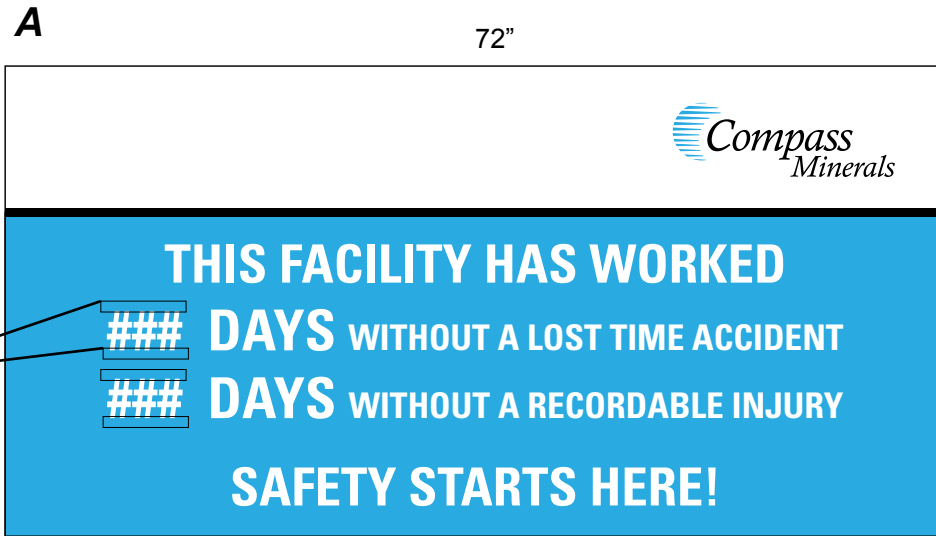 A
72”
Compass
Minerals
THIS FACILITY HAS WORKED
### DAYS WITHOUT A LOST TIME ACCIDENT
### DAYS WITHOUT A RECORDABLE INJURY
SAFETY STARTS HERE!